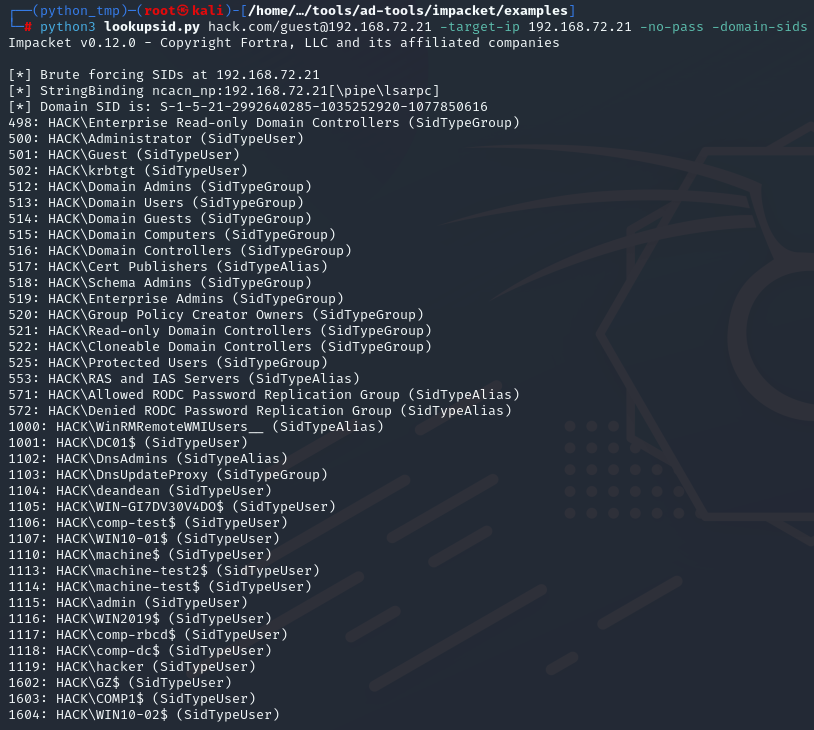 ┌──(python_tmp)─(root㉿kali)-[/home/…/tools/ad-tools/impacket/examples]
└─# python3 lookupsid.py hack.com/guest@192.168.72.21 -target-ip 192.168.72.21 -no-pass -domain-sids
Impacket v0.12.0 - Copyright Fortra, LLC and its affiliated companies
[*] Brute forcing SIDs at 192.168.72.21
[*] StringBinding ncacn_np:192.168.72.21[\pipe\lsarpc]
[*] Domain SID is: S-1-5-21-2992640285-1035252920-1077850616
498: HACK\Enterprise Read-only Domain Controllers (SidTypeGroup)
500: HACK\Administrator (SidTypeUser)
501: HACK\Guest (SidTypeUser)
502: HACK\krbtgt (SidTypeUser)
512: HACK\Domain Admins (SidTypeGroup)
513: HACK\Domain Users (SidTypeGroup)
514: HACK\Domain Guests (SidTypeGroup)
515: HACK\Domain Computers (SidTypeGroup)
516: HACK\Domain Controllers (SidTypeGroup)
517: HACK\Cert Publishers (SidTypeAlias)
518: HACK\Schema Admins (SidTypeGroup)
519: HACK\Enterprise Admins (SidTypeGroup)
520: HACK\Group Policy Creator Owners (SidTypeGroup)
521: HACK\Read-only Domain Controllers (SidTypeGroup)
522: HACK\Cloneable Domain Controllers (SidTypeGroup)
525: HACK\Protected Users (SidTypeGroup)
553: HACK\RAS and IAS Servers (SidTypeAlias)
571: HACK\Allowed RODC Password Replication Group (SidTypeAlias)
572: HACK\Denied RODC Password Replication Group (SidTypeAlias)
1000: HACK\WinRMRemoteWMIUsers__ (SidTypeAlias)
1001: HACK\DC01$ (SidTypeUser)
1102: HACK\DnsAdmins (SidTypeAlias)
1103: HACK\DnsUpdateProxy (SidTypeGroup)
1104: HACK\deandean (SidTypeUser)
1105: HACK\WIN-GI7DV30V4DO$ (SidTypeUser)
1106: HACK\comp-test$ (SidTypeUser)
1107: HACK\WIN10-01$ (SidTypeUser)
1110: HACK\machine$ (SidTypeUser)
1113: HACK\machine-test2$ (SidTypeUser)
1114: HACK\machine-test$ (SidTypeUser)
1115: HACK\admin (SidTypeUser)
1116: HACK\WIN2019$ (SidTypeUser)
1117: HACK\comp-rbcd$ (SidTypeUser)
1118: HACK\comp-dc$ (SidTypeUser)
1119: HACK\hacker (SidTypeUser)
1602: HACK\GZ$ (SidTypeUser)
1603: HACK\COMP1$ (SidTypeUser)
1604: HACK\WIN10-02$ (SidTypeUser)